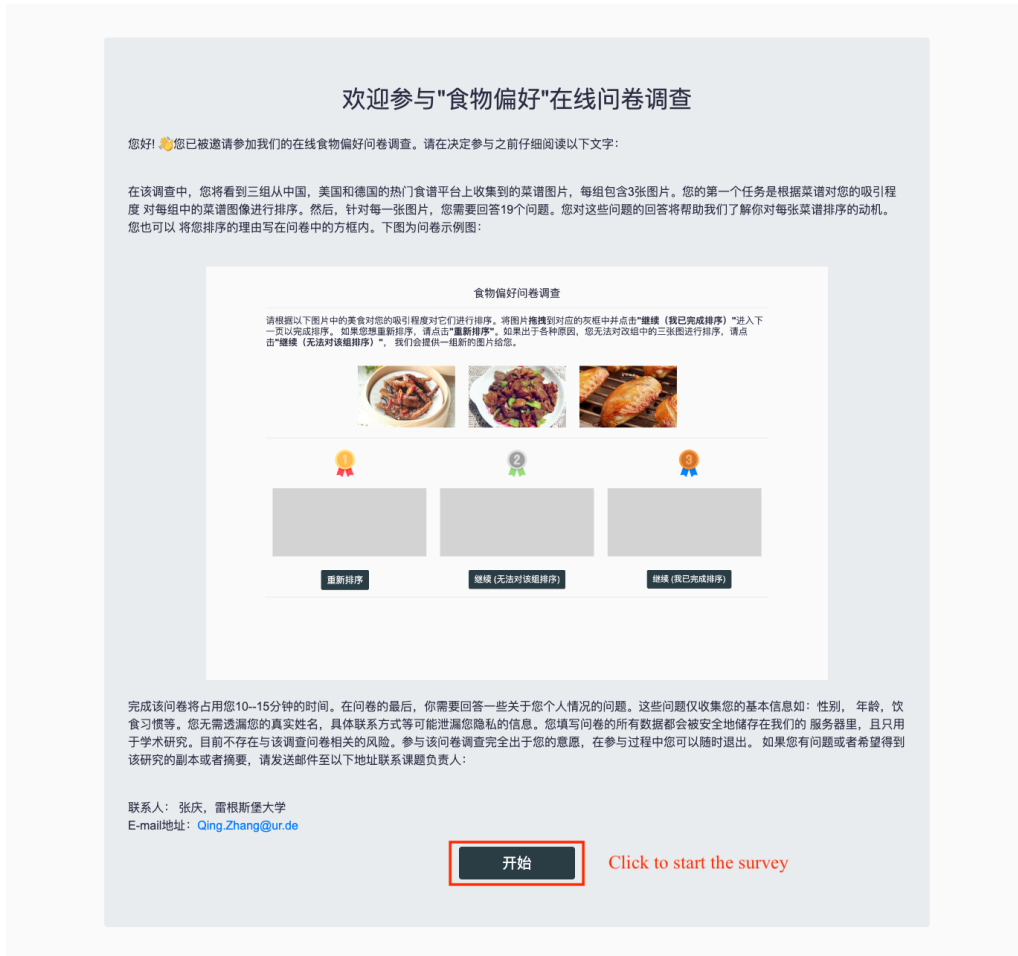 欢迎参与"食物偏好"在线问卷调查
您好! 👋您已被邀请参加我们的在线食物偏好问卷调查。请在决定参与之前仔细阅读以下文字：
在该调查中，您将看到三组从中国，美国和德国的热门食谱平台上收集到的菜谱图片，每组包含3张图片。您的第一个任务是根据菜谱对您的吸引程
度 对每组中的菜谱图像进行排序。然后，针对每一张图片，您需要回答19个问题。您对这些问题的回答将帮助我们了解你对每张菜谱排序的动机。
您也可以 将您排序的理由写在问卷中的方框内。下图为问卷示例图：
食物偏好问卷调查
请根据以下图片中的美食对您的吸引程度对它们进行排序。将图片拖拽到对应的灰框中并点击"继续（我已完成排序）"进入下
一页以完成排序。 如果您想重新排序，请点击"重新排序"。如果出于各种原因，您无法对改组中的三张图进行排序，请点
击"继续（无法对该组排序）"， 我们会提供一组新的图片给您。
1 2 3
重新排序 继续 (无法对该组排序) 继续 (我已完成排序)
完成该问卷将占用您10--15分钟的时间。在问卷的最后，你需要回答一些关于您个人情况的问题。这些问题仅收集您的基本信息如：性别， 年龄，饮
食习惯等。您无需透漏您的真实姓名，具体联系方式等可能泄漏您隐私的信息。您填写问卷的所有数据都会被安全地储存在我们的 服务器里，且只用
于学术研究。目前不存在与该调查问卷相关的风险。参与该问卷调查完全出于您的意愿，在参与过程中您可以随时退出。 如果您有问题或者希望得到
该研究的副本或者摘要，请发送邮件至以下地址联系课题负责人：
联系人： 张庆，雷根斯堡大学
E-mail地址：Qing.Zhang@ur.de
开始 Click to start the survey